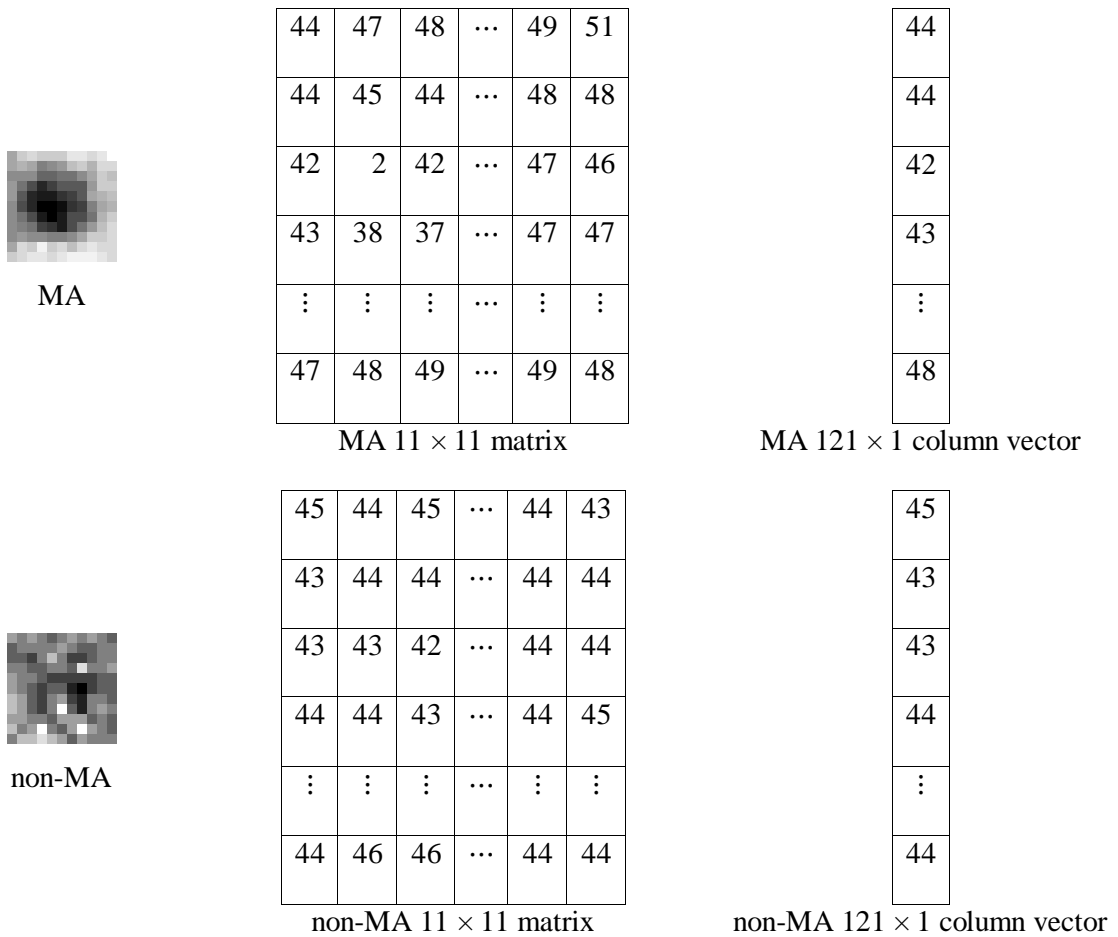 44 47 48 ⋯ 49 51
44 45 44 ⋯ 48 48
42 2 42 ⋯ 47 46
43 38 37 ⋯ 47 47
⋮ ⋮ ⋮ ⋯ ⋮ ⋮
47 48 49 ⋯ 49 48
MA 11 × 11 matrix
44
44
42
43
⋮
48
MA 121 × 1 column vector
MA
45 44 45 ⋯ 44 43
43 44 44 ⋯ 44 44
43 43 42 ⋯ 44 44
44 44 43 ⋯ 44 45
⋮ ⋮ ⋮ ⋯ ⋮ ⋮
44 46 46 ⋯ 44 44
non-MA 11 × 11 matrix
45
43
43
44
⋮
44
non-MA 121 × 1 column vector
non-MA